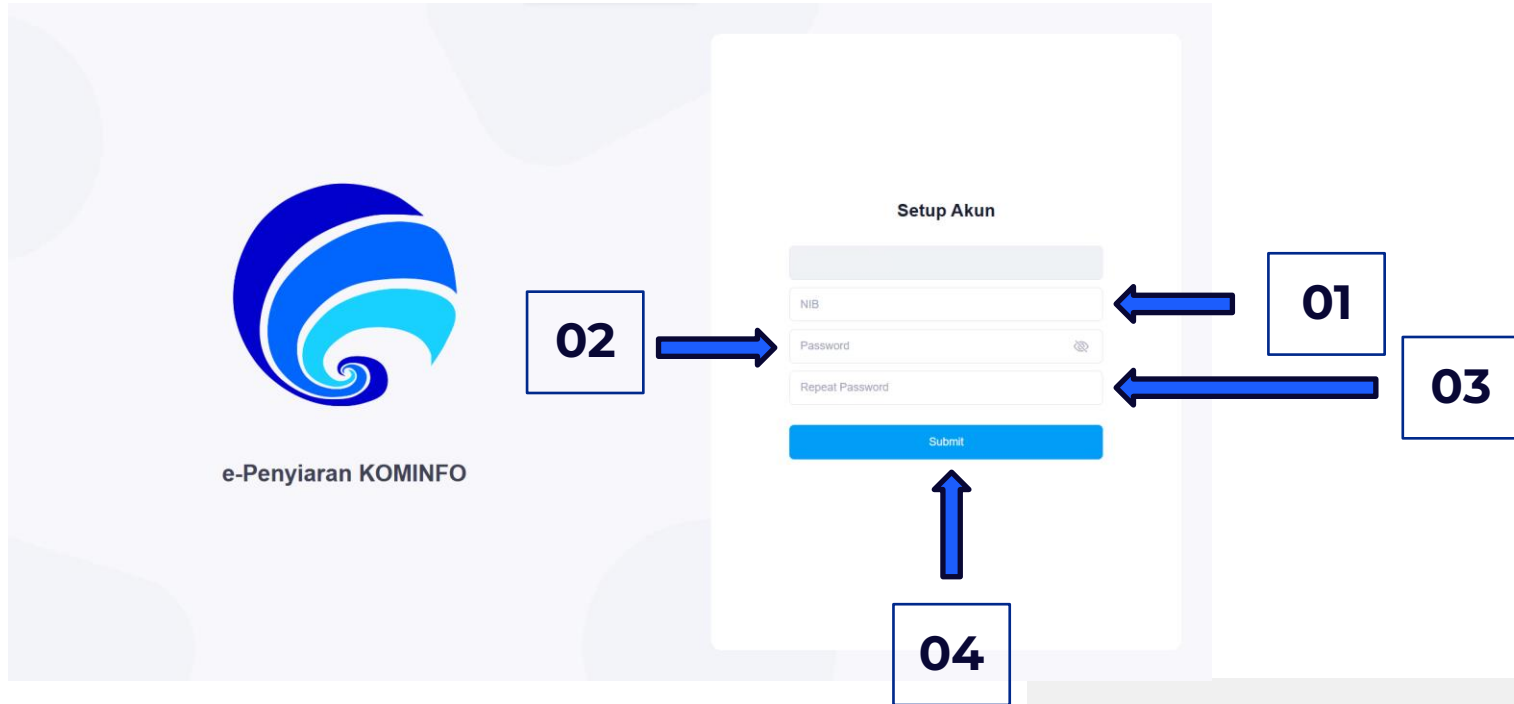 Setup Akun
NIB
01
02
Password
Repeat Password
03
Submit
e-Penyiaran KOMINFO
04